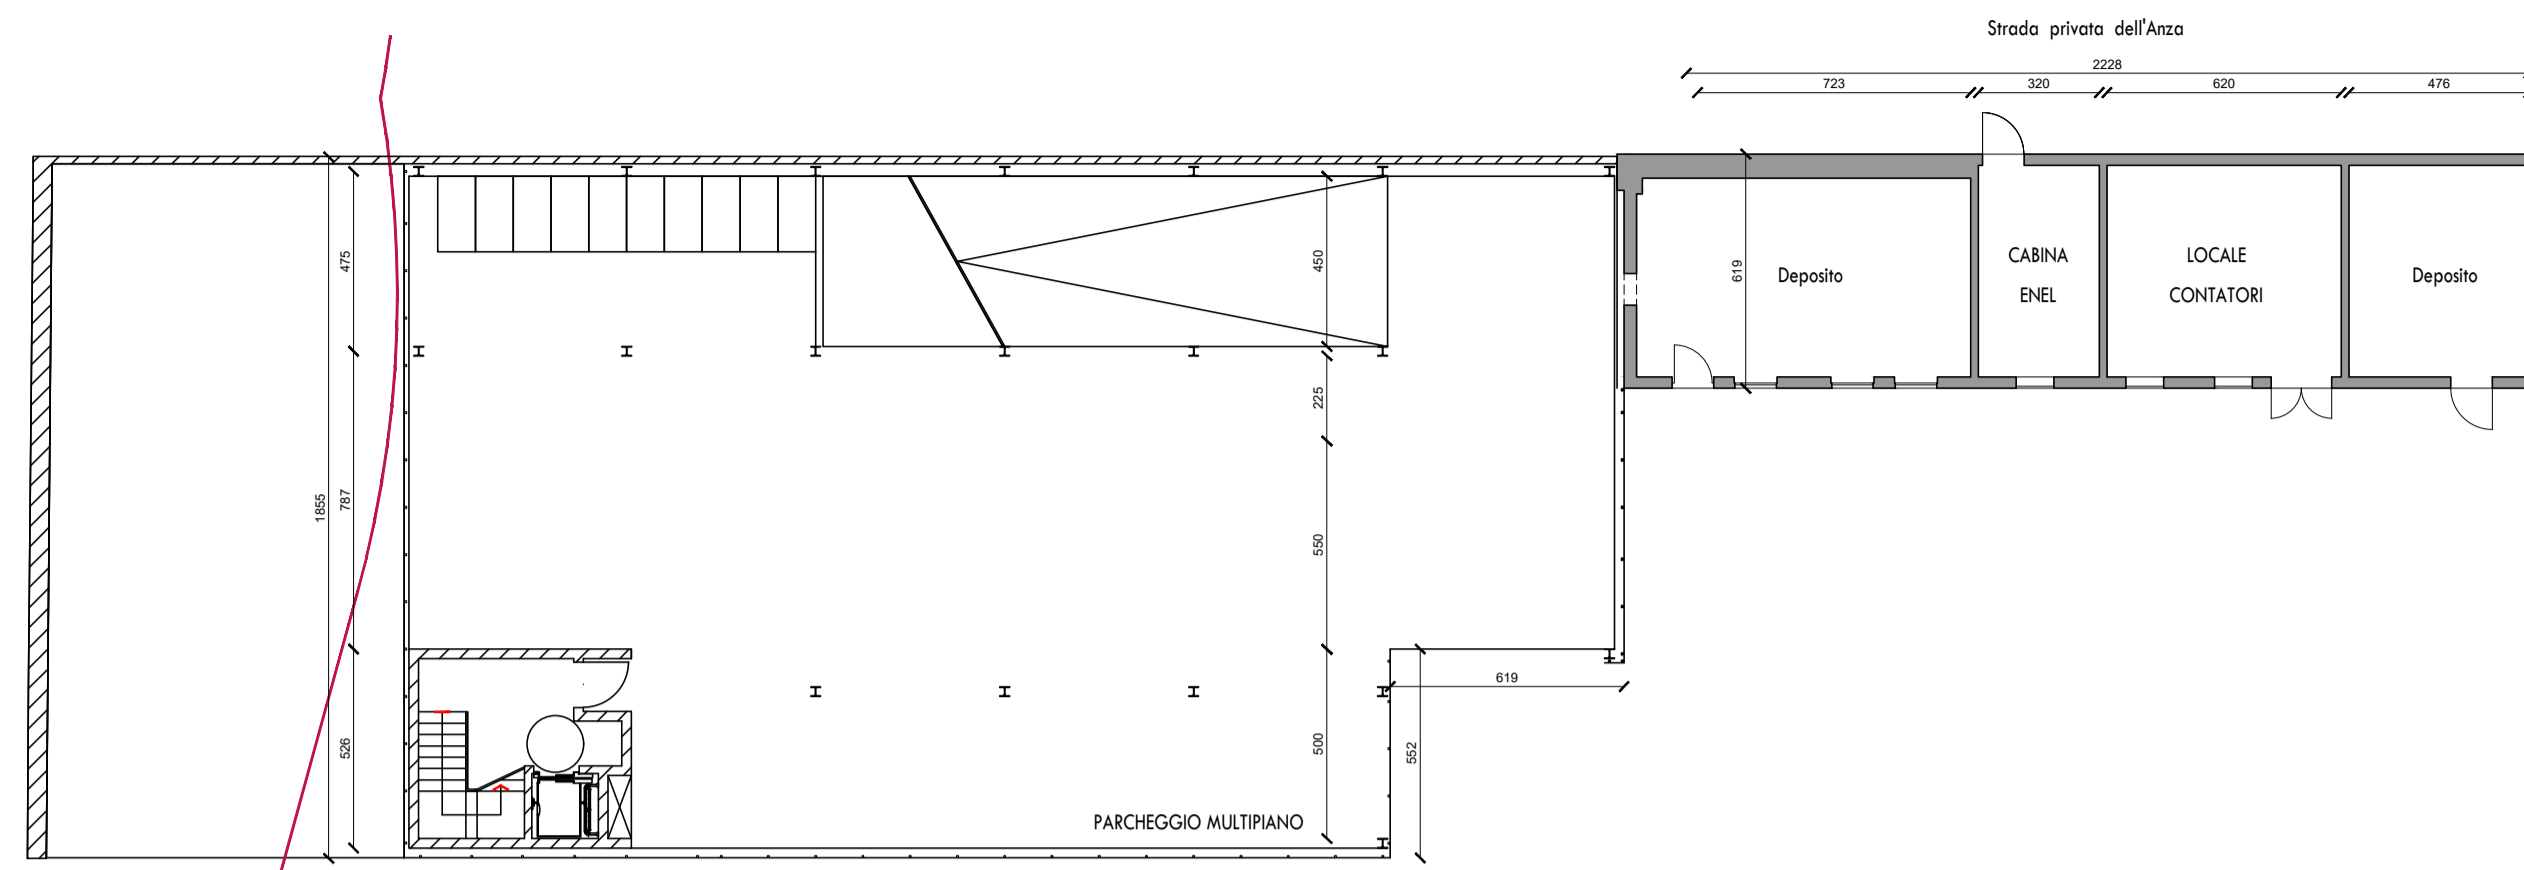 Strada privata dell'Anza
2228
723
320
620
476
475
450
619
Deposito
CABINA
ENEL
LOCALE
CONTATORI
Deposito
225
1855
787
550
619
526
500
552
PARCHEGGIO MULTIPIANO